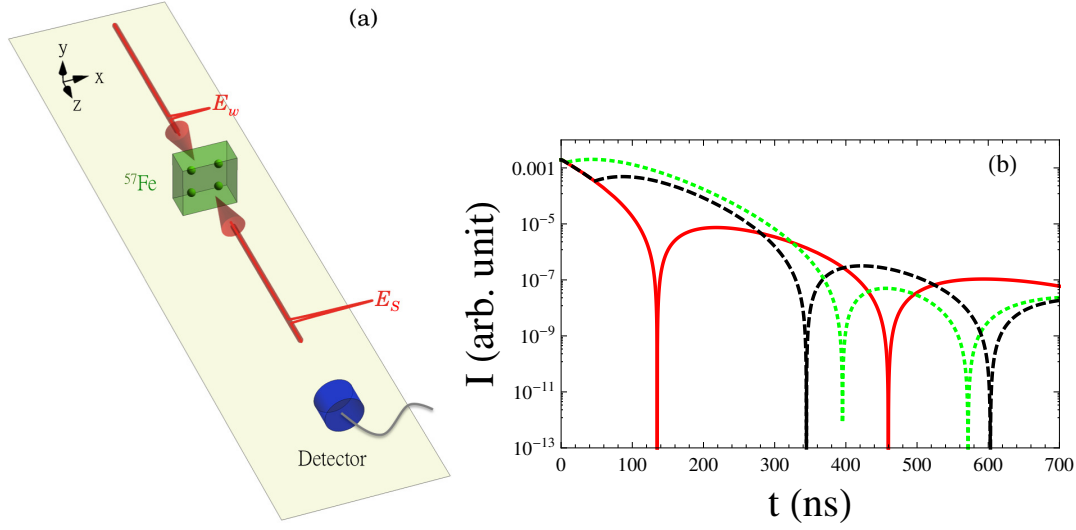 (a)
y
x
z
E_w
⁵⁷Fe
E_S
Detector
(b)
I (arb. unit)
0.001
10⁻⁵
10⁻⁷
10⁻⁹
10⁻¹¹
10⁻¹³
0 100 200 300 400 500 600 700
t (ns)